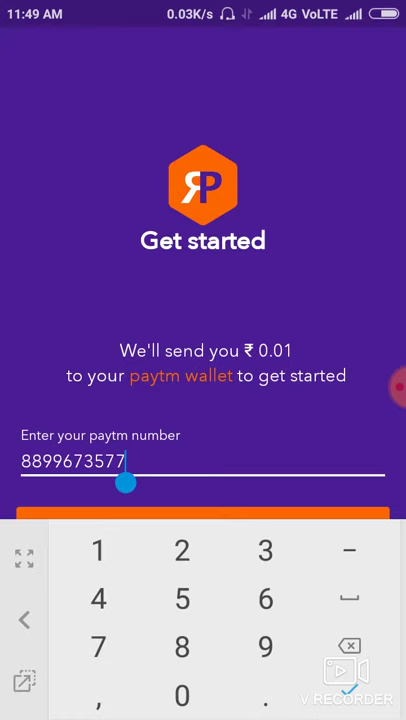 11:49 AM 0.03K/s 4G VoLTE
RP
Get started
We'll send you ₹ 0.01
to your paytm wallet to get started
Enter your paytm number
8899673577
1 2 3 -
4 5 6
7 8 9
, 0 .
V RECORDER